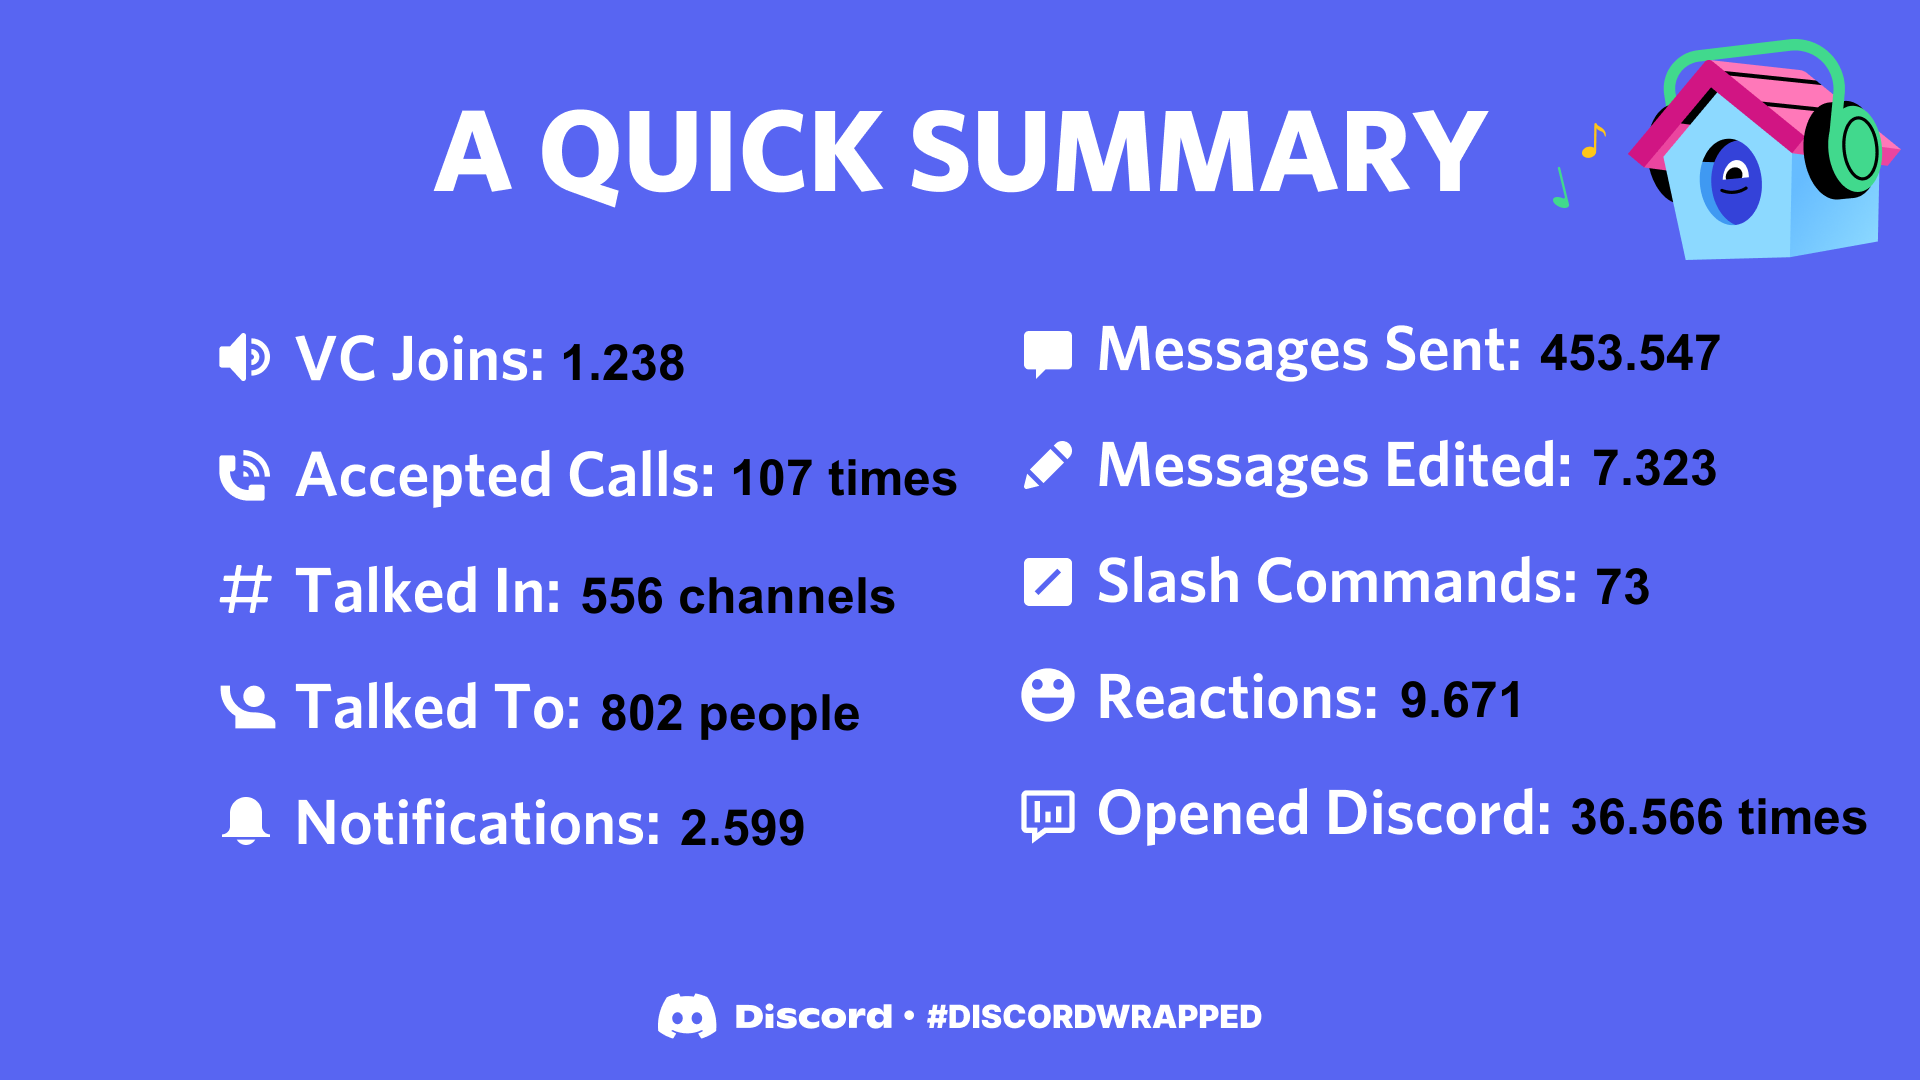 A QUICK SUMMARY
VC Joins: 1.238
Accepted Calls: 107 times
Talked In: 556 channels
Talked To: 802 people
Notifications: 2.599
Messages Sent: 453.547
Messages Edited: 7.323
Slash Commands: 73
Reactions: 9.671
Opened Discord: 36.566 times
Discord • #DISCORDWRAPPED